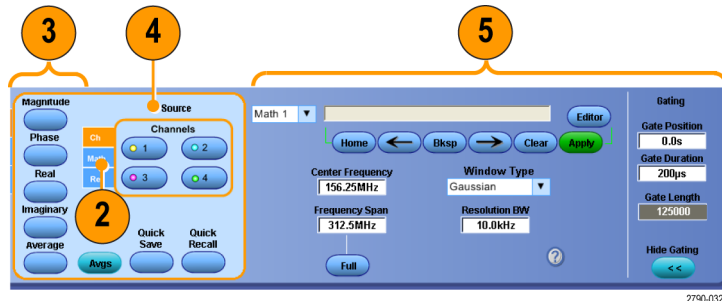 3
4
5
Magnitude
Phase
Real
Imaginary
Average
Source
Ch
Math
Channels
1
2
3
4
2
Avgs
Quick Save
Quick Recall
Math 1
Editor
Home
←
Bksp
→
Clear
Apply
Center Frequency
156.25MHz
Frequency Span
312.5MHz
Full
Window Type
Gaussian
Resolution BW
10.0kHz
?
Gating
Gate Position
0.0s
Gate Duration
200µs
Gate Length
125000
Hide Gating
<<
2790-032